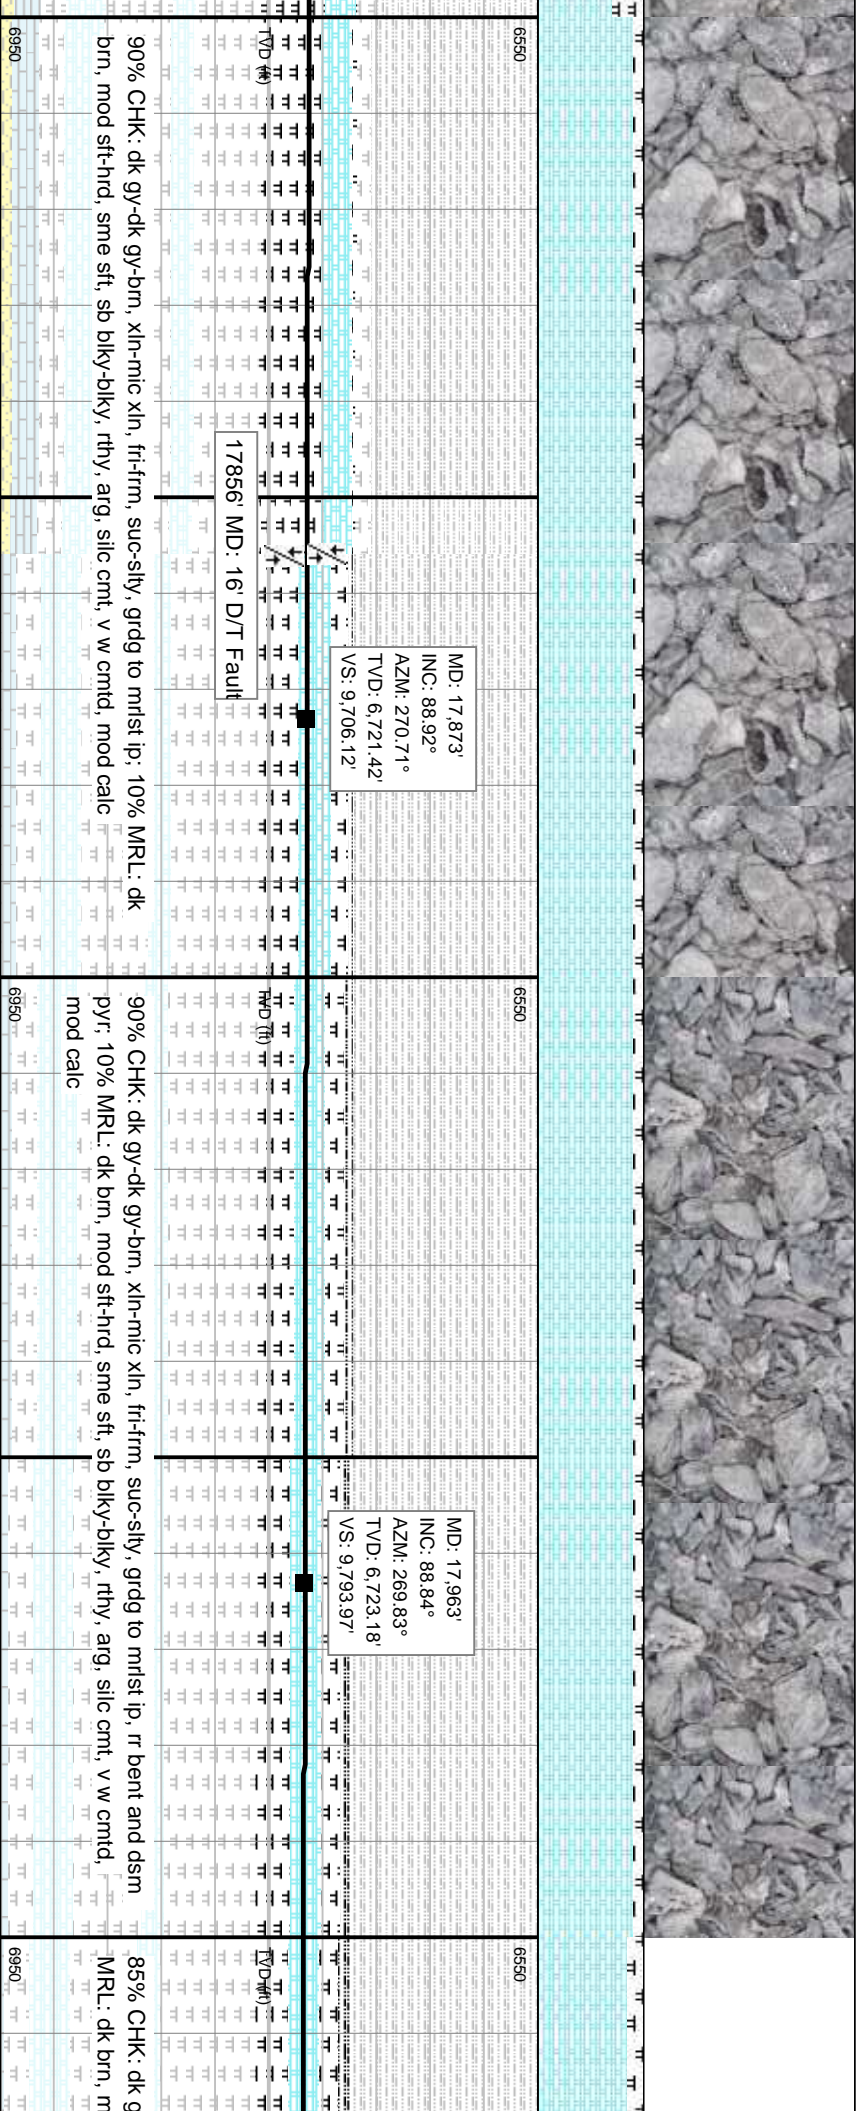 6550
TVD (ft)
6950
90% CHK: dk gy-dk gy-brn, xln-mic xln, fri-frm, suc-slty, grdg to mrlst ip; 10% MRL: dk
brn, mod sft-hrd, sme sft, sb blky-blky, rthy, arg, silc cmt, v w cmtd, mod calc
17856' MD: 16' D/T Fault
MD: 17,873'
INC: 88.92°
AZM: 270.71°
TVD: 6,721.42'
VS: 9,706.12'
6550
TVD (ft)
6950
90% CHK: dk gy-dk gy-brn, xln-mic xln, fri-frm, suc-slty, grdg to mrlst ip, rr bent and dsm
pyr; 10% MRL: dk brn, mod sft-hrd, sme sft, sb blky-blky, rthy, arg, silc cmt, v w cmtd,
mod calc
MD: 17,963'
INC: 88.84°
AZM: 269.83°
TVD: 6,723.18'
VS: 9,793.97'
6550
TVD (ft)
6950
85% CHK: dk g
MRL: dk brn, m